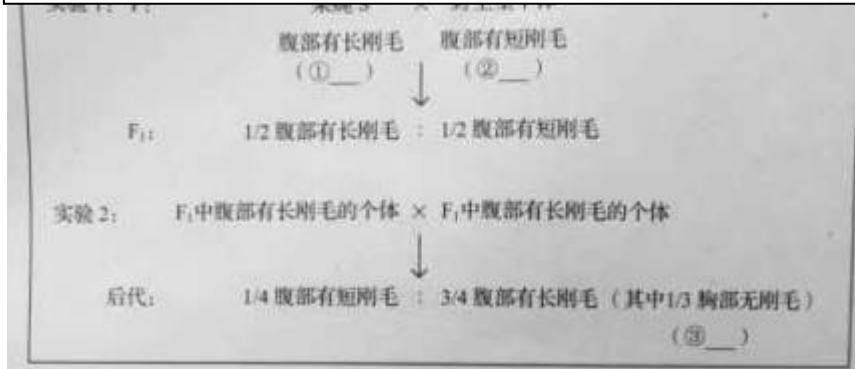 腹部有长刚毛 腹部有短刚毛
(①__) (②__)
F₁: 1/2 腹部有长刚毛 : 1/2 腹部有短刚毛
实验 2: F₁中腹部有长刚毛的个体 × F₁中腹部有长刚毛的个体
后代: 1/4 腹部有短刚毛 : 3/4 腹部有长刚毛 (其中1/3 胸部无刚毛)
(③__)